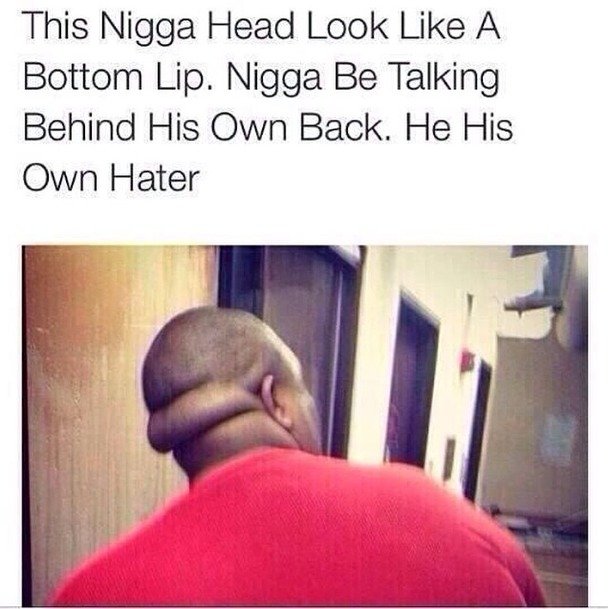 This Nigga Head Look Like A
Bottom Lip. Nigga Be Talking
Behind His Own Back. He His
Own Hater